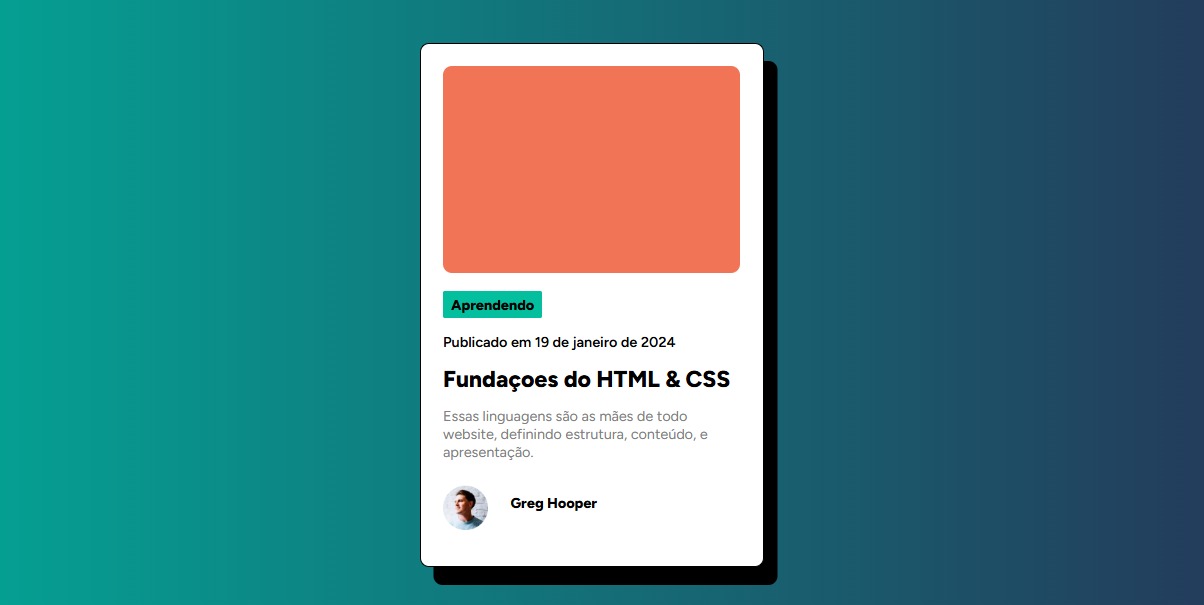 Aprendendo
Publicado em 19 de janeiro de 2024
Fundaçoes do HTML & CSS
Essas linguagens são as mães de todo
website, definindo estrutura, conteúdo, e
apresentação.
Greg Hooper